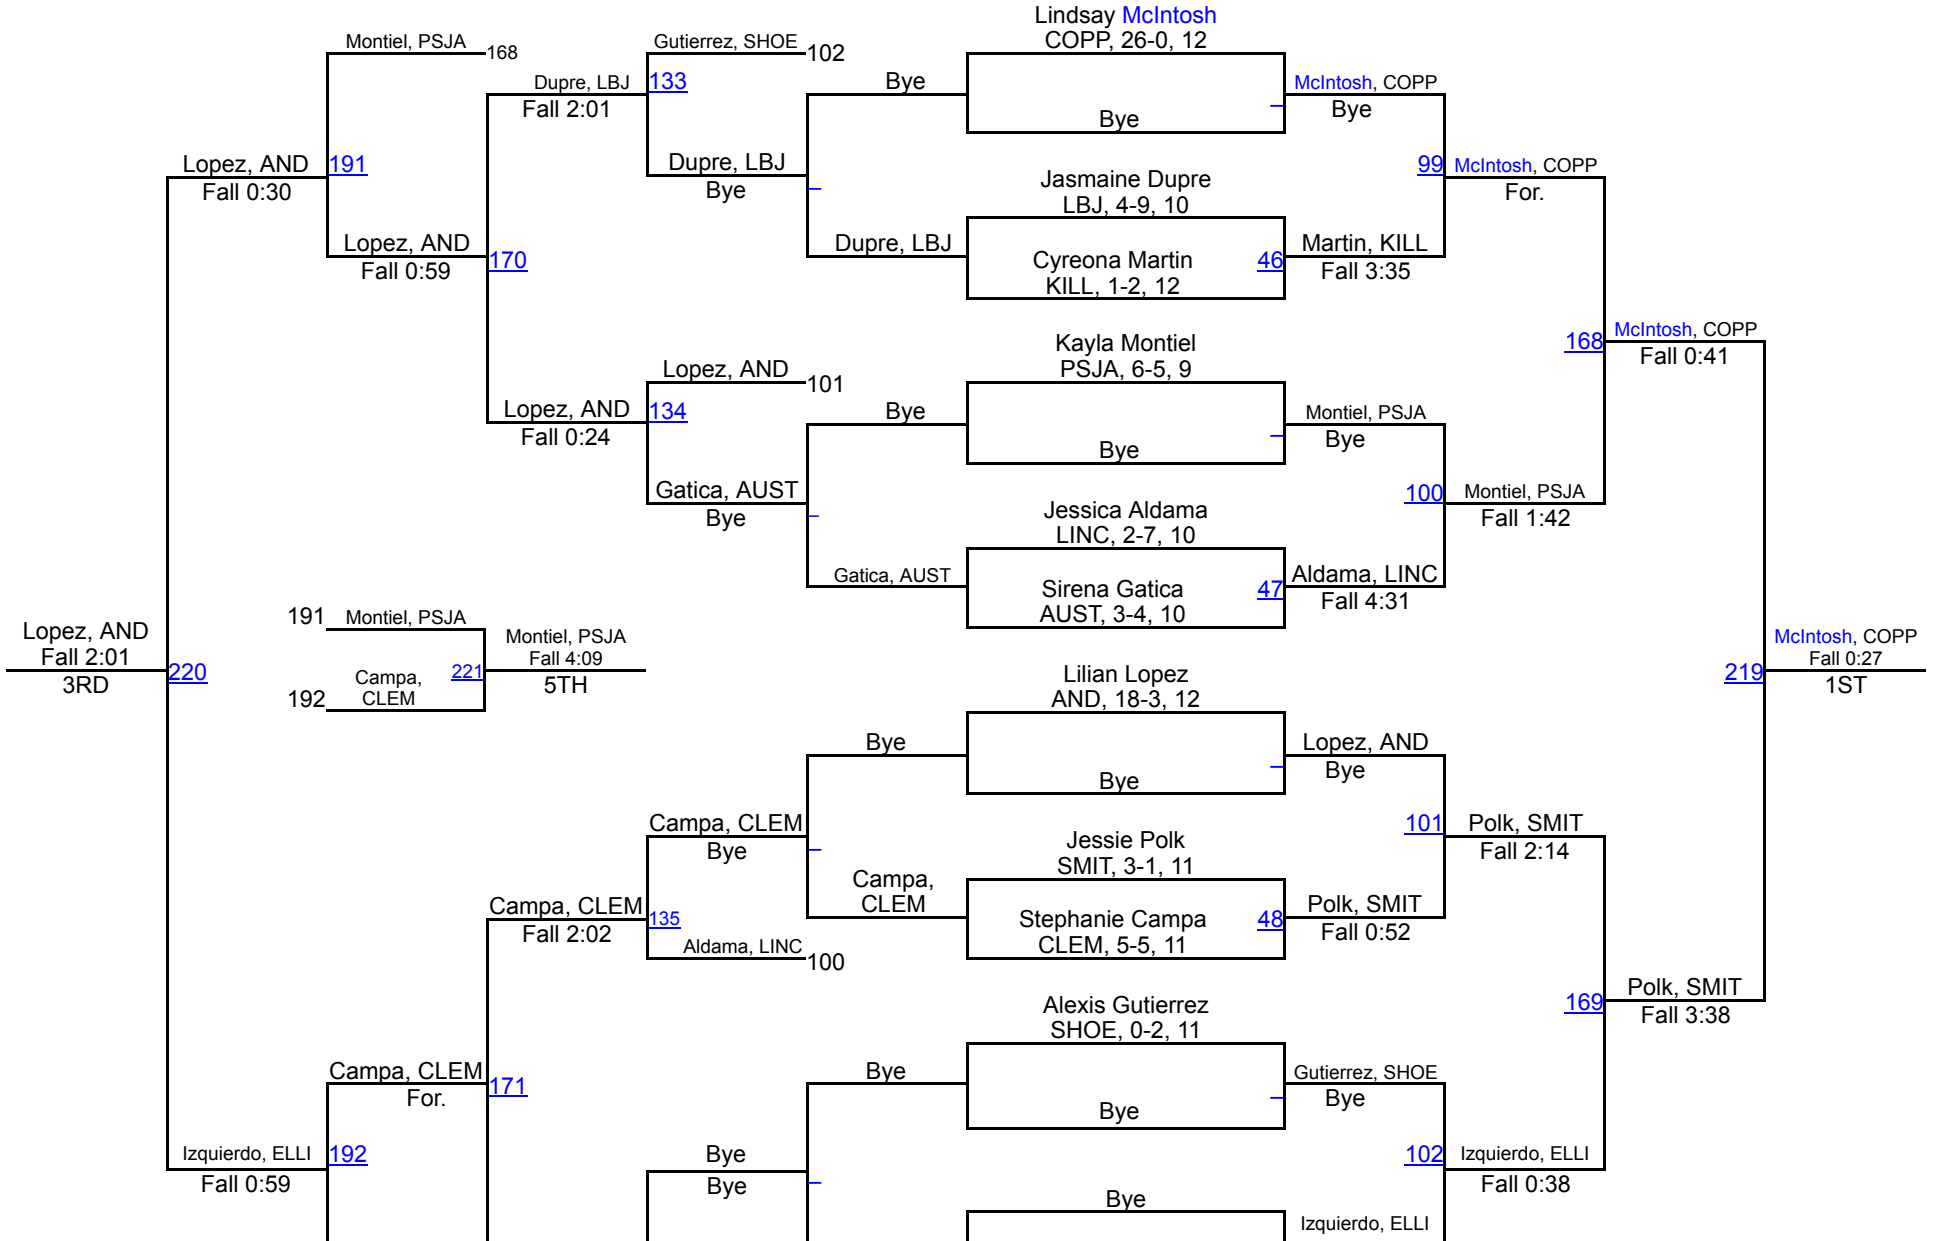 Lindsay McIntosh
COPP, 26-0, 12
Montiel, PSJA
168
Gutierrez, SHOE
102
Dupre, LBJ
133
Fall 2:01
Bye
Bye
McIntosh, COPP
Bye
Lopez, AND
191
Fall 0:30
Dupre, LBJ
Bye
Jasmaine Dupre
LBJ, 4-9, 10
99
McIntosh, COPP
For.
Lopez, AND
170
Fall 0:59
Dupre, LBJ
Cyreona Martin
KILL, 1-2, 12
46
Martin, KILL
Fall 3:35
168
McIntosh, COPP
Fall 0:41
Kayla Montiel
PSJA, 6-5, 9
Lopez, AND
101
Lopez, AND
134
Fall 0:24
Bye
Bye
Montiel, PSJA
Bye
Gatica, AUST
Bye
Jessica Aldama
LINC, 2-7, 10
100
Montiel, PSJA
Fall 1:42
Gatica, AUST
Sirena Gatica
AUST, 3-4, 10
47
Aldama, LINC
Fall 4:31
Lopez, AND
Fall 2:01
3RD
220
191
Montiel, PSJA
192
Campa,
CLEM
221
Montiel, PSJA
Fall 4:09
5TH
219
McIntosh, COPP
Fall 0:27
1ST
Lilian Lopez
AND, 18-3, 12
Bye
Bye
Lopez, AND
Bye
Campa, CLEM
Bye
Jessie Polk
SMIT, 3-1, 11
101
Polk, SMIT
Fall 2:14
Campa,
CLEM
Stephanie Campa
CLEM, 5-5, 11
48
Polk, SMIT
Fall 0:52
Campa, CLEM
135
Fall 2:02
Aldama, LINC
100
Alexis Gutierrez
SHOE, 0-2, 11
169
Polk, SMIT
Fall 3:38
Campa, CLEM
171
For.
Bye
Bye
Gutierrez, SHOE
Bye
Izquierdo, ELLI
192
Fall 0:59
Bye
Bye
102
Izquierdo, ELLI
Fall 0:38
Bye
Izquierdo, ELLI